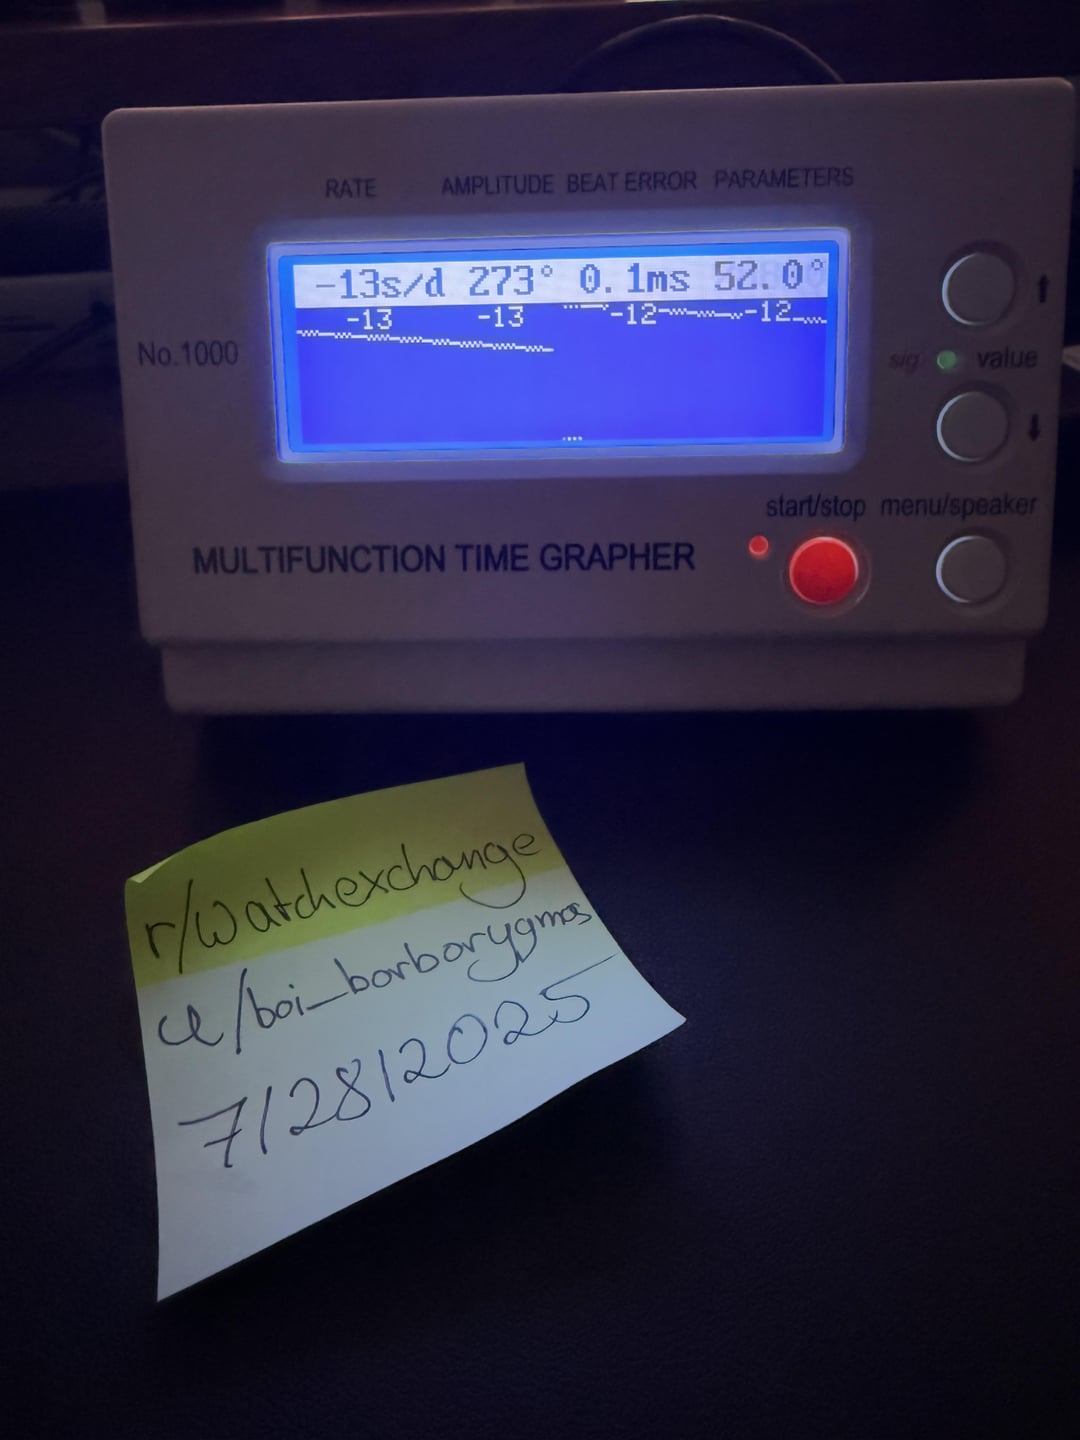 RATE AMPLITUDE BEAT ERROR PARAMETERS
-13s/d 273° 0.1ms 52.0°
-13 -13 -12 -12
No.1000
sig. value
start/stop menu/speaker
MULTIFUNCTION TIME GRAPHER
r/watchexchange
u/boi_borborygmos
7/28/2025